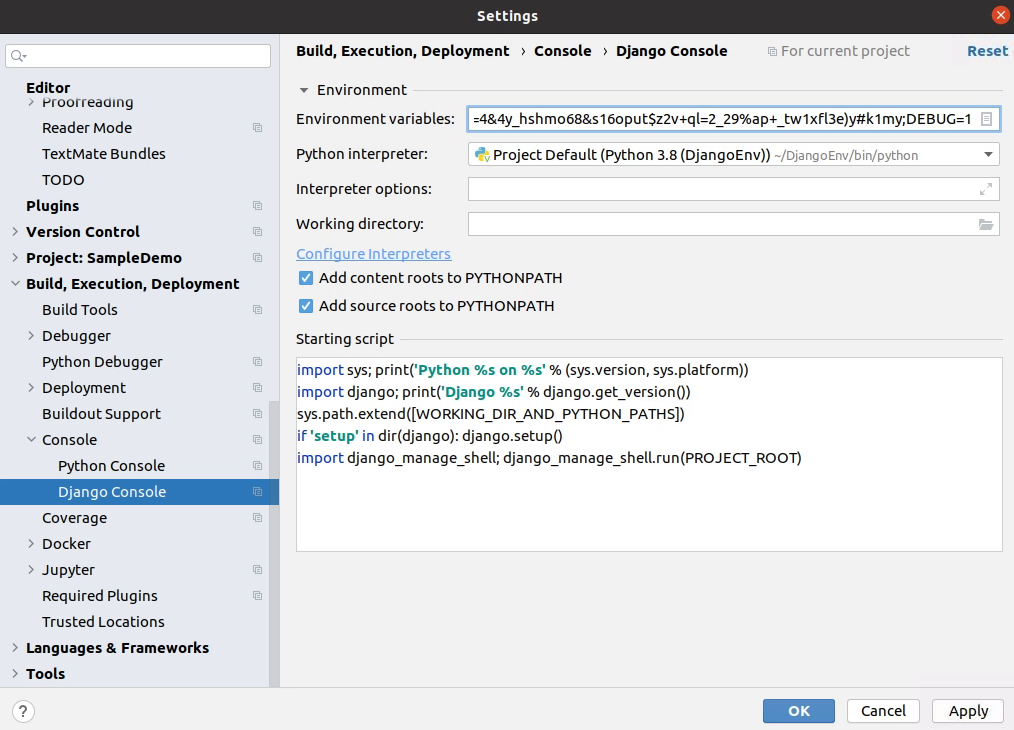 Settings
Editor
Proofreading
Reader Mode
TextMate Bundles
TODO
Plugins
Version Control
Project: SampleDemo
Build, Execution, Deployment
Build Tools
Debugger
Python Debugger
Deployment
Buildout Support
Console
Python Console
Django Console
Coverage
Docker
Jupyter
Required Plugins
Trusted Locations
Languages & Frameworks
Tools
Build, Execution, Deployment › Console › Django Console
For current project
Reset
Environment
Environment variables: =4&4y_hshmo68&s16oput$z2v+ql=2_29%ap+_tw1xfl3e)y#k1my;DEBUG=1
Python interpreter: Project Default (Python 3.8 (DjangoEnv)) ~/DjangoEnv/bin/python
Interpreter options:
Working directory:
Configure Interpreters
Add content roots to PYTHONPATH
Add source roots to PYTHONPATH
Starting script
import sys; print('Python %s on %s' % (sys.version, sys.platform))
import django; print('Django %s' % django.get_version())
sys.path.extend([WORKING_DIR_AND_PYTHON_PATHS])
if 'setup' in dir(django): django.setup()
import django_manage_shell; django_manage_shell.run(PROJECT_ROOT)
?
OK
Cancel
Apply